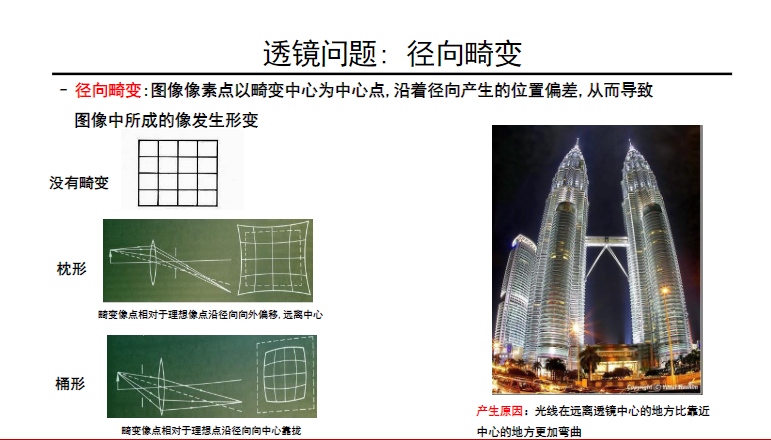 透镜问题: 径向畸变
- 径向畸变:图像像素点以畸变中心为中心点,沿着径向产生的位置偏差,从而导致
图像中所成的像发生形变
没有畸变
枕形
畸变像点相对于理想像点沿径向向外偏移,远离中心
桶形
畸变像点相对于理想点沿径向向中心靠拢
产生原因: 光线在远离透镜中心的地方比靠近
中心的地方更加弯曲